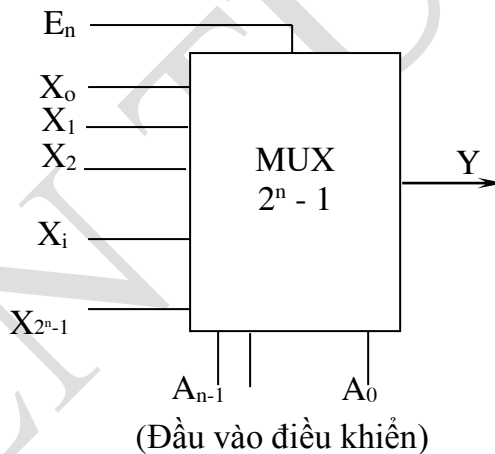 Eₙ
Xₒ
X₁
X₂
MUX
2ⁿ - 1
Y
Xᵢ
X₂ⁿ₋₁
Aₙ₋₁
A₀
(Đầu vào điều khiển)